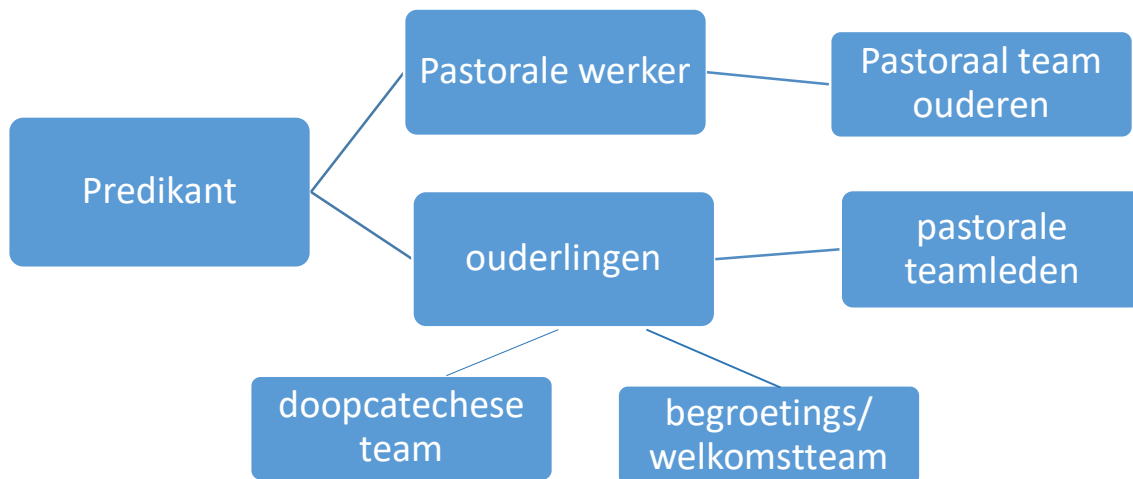 Predikant
Pastorale werker
Pastoraal team
ouderen
ouderlingen
pastorale
teamleden
doopcatechese
team
begroetings/
welkomstteam